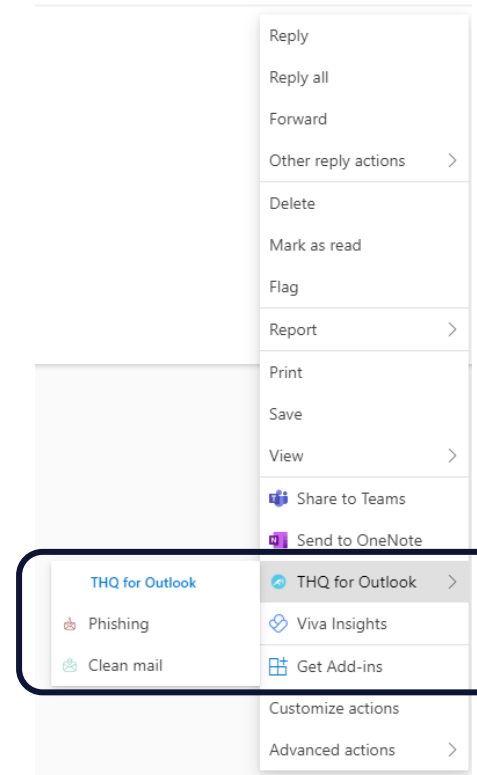 Reply
Reply all
Forward
Other reply actions
Delete
Mark as read
Flag
Report
Print
Save
View
Share to Teams
Send to OneNote
THQ for Outlook
THQ for Outlook
Phishing
Viva Insights
Clean mail
Get Add-ins
Customize actions
Advanced actions